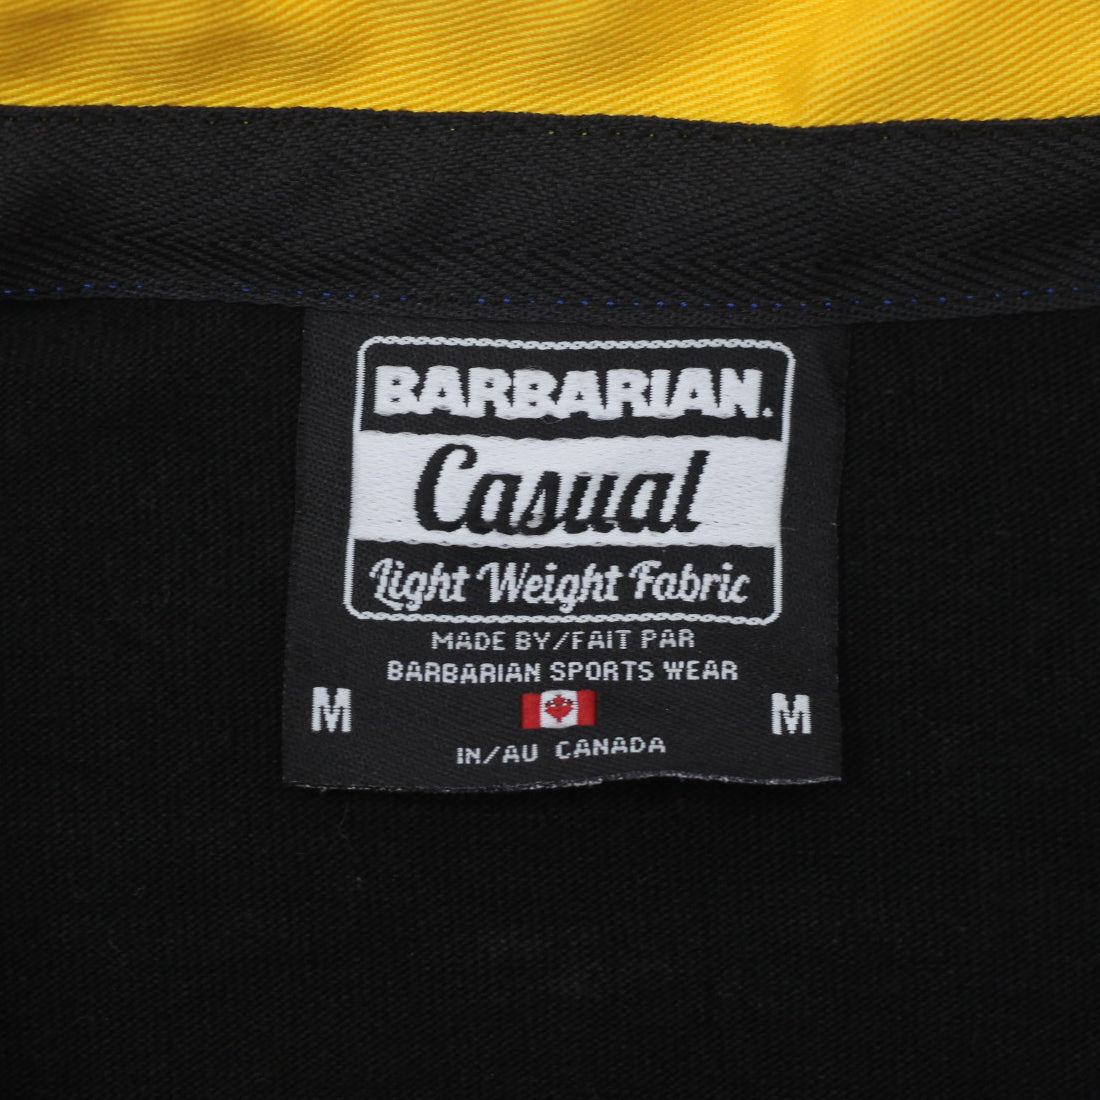 BARBARIAN.
Casual
Light Weight Fabric
MADE BY/FAIT PAR
BARBARIAN SPORTS WEAR
M M
IN/AU CANADA